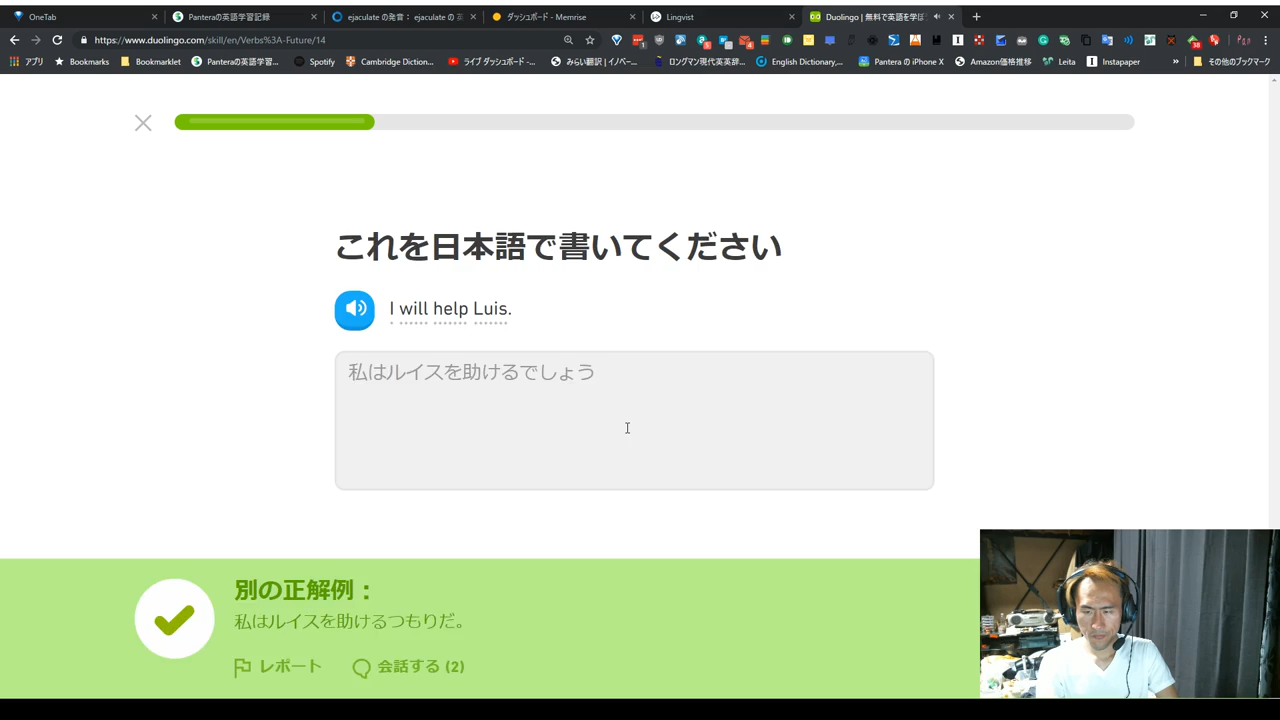 OneTab
Panteraの英語学習記録
ejaculate の発音： ejaculate の 英
ダッシュボード - Memrise
Lingvist
Duolingo | 無料で英語を学ぼ
https://www.duolingo.com/skill/en/Verbs%3A-Future/14
アプリ
Bookmarks
Bookmarklet
Panteraの英語学習...
Spotify
Cambridge Diction...
ライブ ダッシュボード -...
みらい翻訳 | イノベー...
ロングマン現代英英辞...
English Dictionary,...
Pantera の iPhone X
Amazon価格推移
Leita
Instapaper
»
その他のブックマーク
これを日本語で書いてください
I will help Luis.
私はルイスを助けるでしょう
別の正解例：
私はルイスを助けるつもりだ。
レポート
会話する (2)